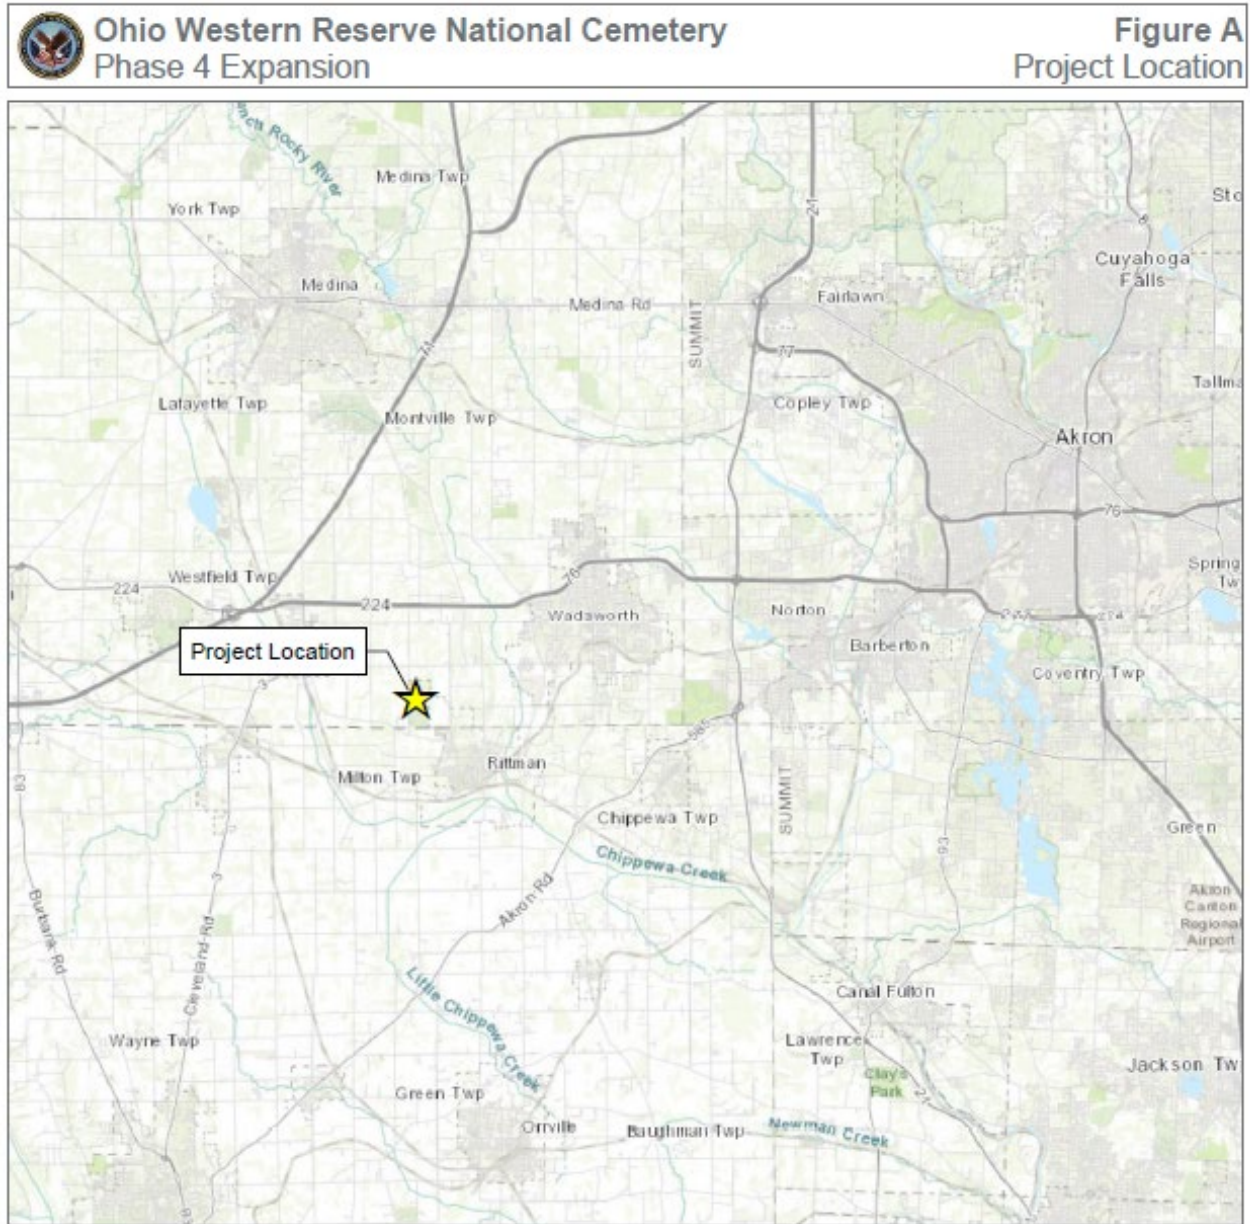 Ohio Western Reserve National Cemetery
Phase 4 Expansion
Figure A
Project Location
Rocky River
Medina Twp
York Twp
21
8
Cuyahoga
Falls
Medina
Medina Rd
SUMMIT
Fairlawn
71
77
Lafayette Twp
Montville Twp
Copley Twp
Akron
76
Westfield Twp
224
224
76
Wadsworth
Norton
Barberton
Spring
Tw
224
Project Location
3
Coventry Twp
585
83
Milton Twp
Rittman
Chippewa Twp
SUMMIT
Green
93
Chippewa Creek
3
Akron Rd
Burbank Rd
Cleveland Rd
Akron
Canton
Regional
Airport
Little Chippewa Creek
Canal Fulton
Wayne Twp
Lawrence
Twp
Jackson Tw
Clay's
Park
21
Green Twp
Orrville
Baughman Twp
Newman Creek